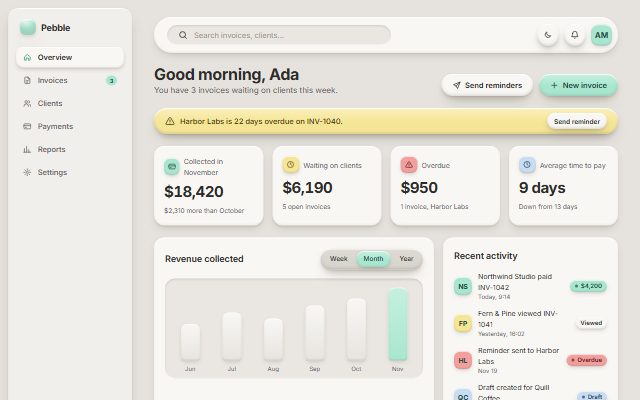 Pebble
Overview
Invoices
3
Clients
Payments
Reports
Settings
Search invoices, clients...
AM
Good morning, Ada
You have 3 invoices waiting on clients this week.
Send reminders
New invoice
Harbor Labs is 22 days overdue on INV-1040.
Send reminder
Collected in
November
$18,420
$2,310 more than October
Waiting on clients
$6,190
5 open invoices
Overdue
$950
1 invoice, Harbor Labs
Average time to pay
9 days
Down from 13 days
Revenue collected
Week
Month
Year
Jun
Jul
Aug
Sep
Oct
Nov
Recent activity
NS
Northwind Studio paid
INV-1042
Today, 9:14
$4,200
FP
Fern & Pine viewed INV-
1041
Yesterday, 16:02
Viewed
HL
Reminder sent to Harbor
Labs
Nov 19
Overdue
QC
Draft created for Quill
Coffee
Draft